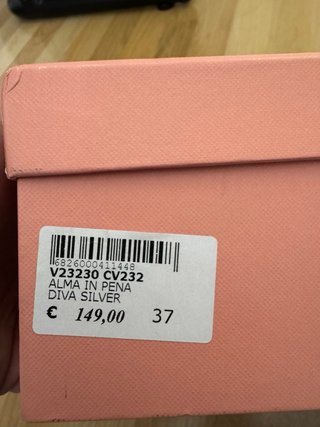 6826000411448
V23230 CV232
ALMA IN PENA
DIVA SILVER
€ 149,00 37